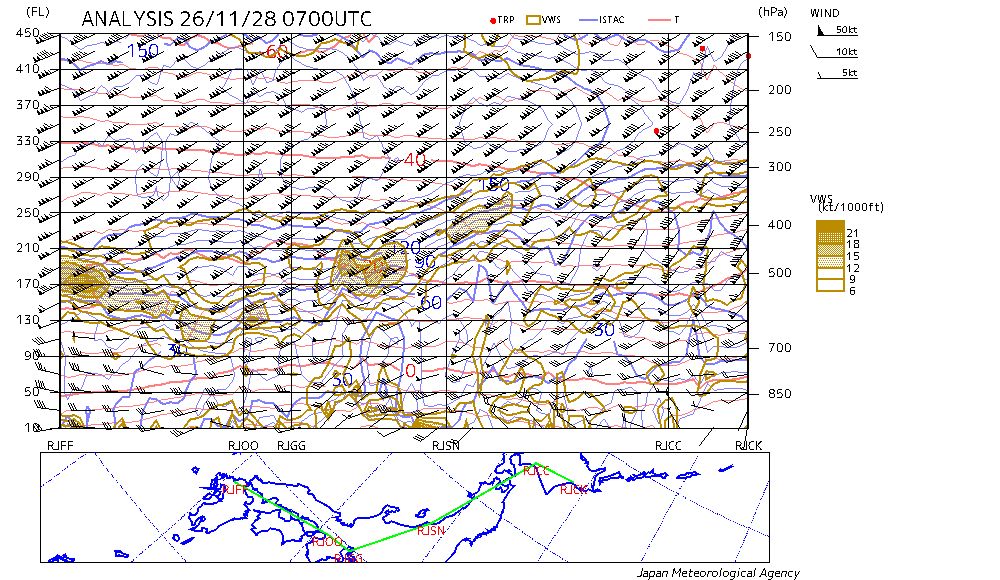 ANALYSIS 26/11/28 0700UTC
TRP VWS ISTAC T
(FL) (hPa) WIND
450 150
410
370 200
330 250
290 300
250 400
210
170 500
130
90 700
50 850
10
150 -60
40
150
120
90
60
30
30
50
0
50kt
10kt
5kt
VWS
(kt/1000ft)
21
18
15
12
9
6
RJFF RJOO RJGG RJSN RJCC RJCK
RJCC
RJFF RJCK
RJSN
RJOO
Japan Meteorological Agency